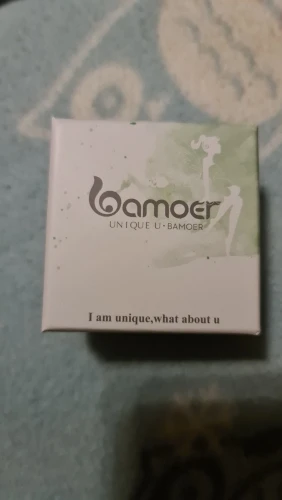 bamoer
UNIQUE U · BAMOER
I am unique,what about u